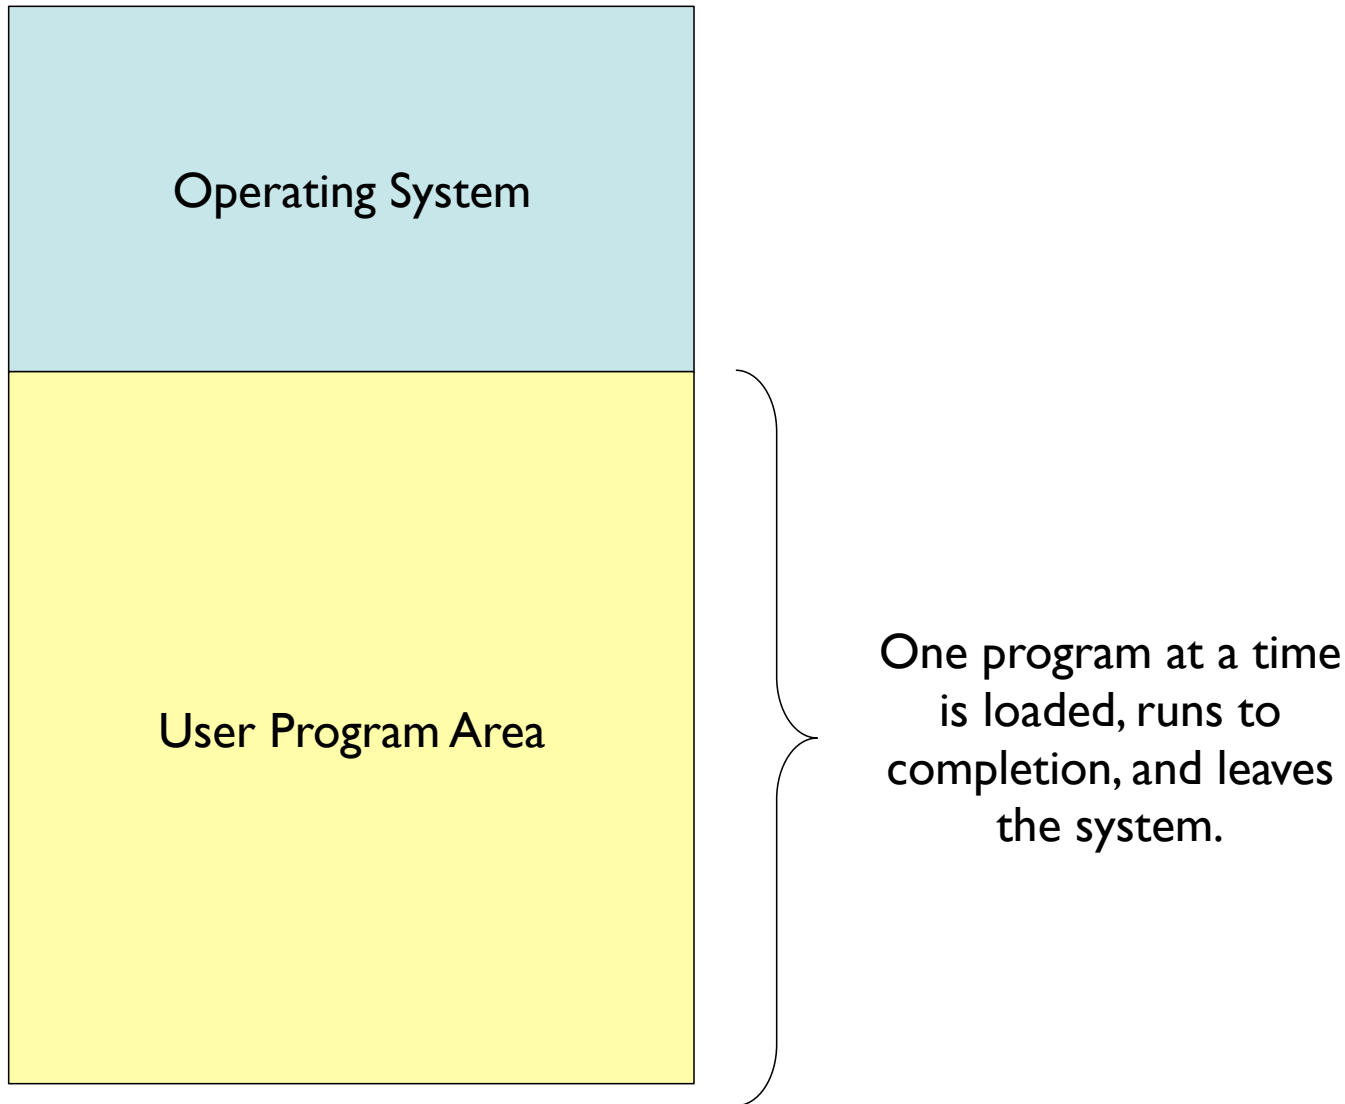 Operating System
User Program Area
One program at a time
is loaded, runs to
completion, and leaves
the system.